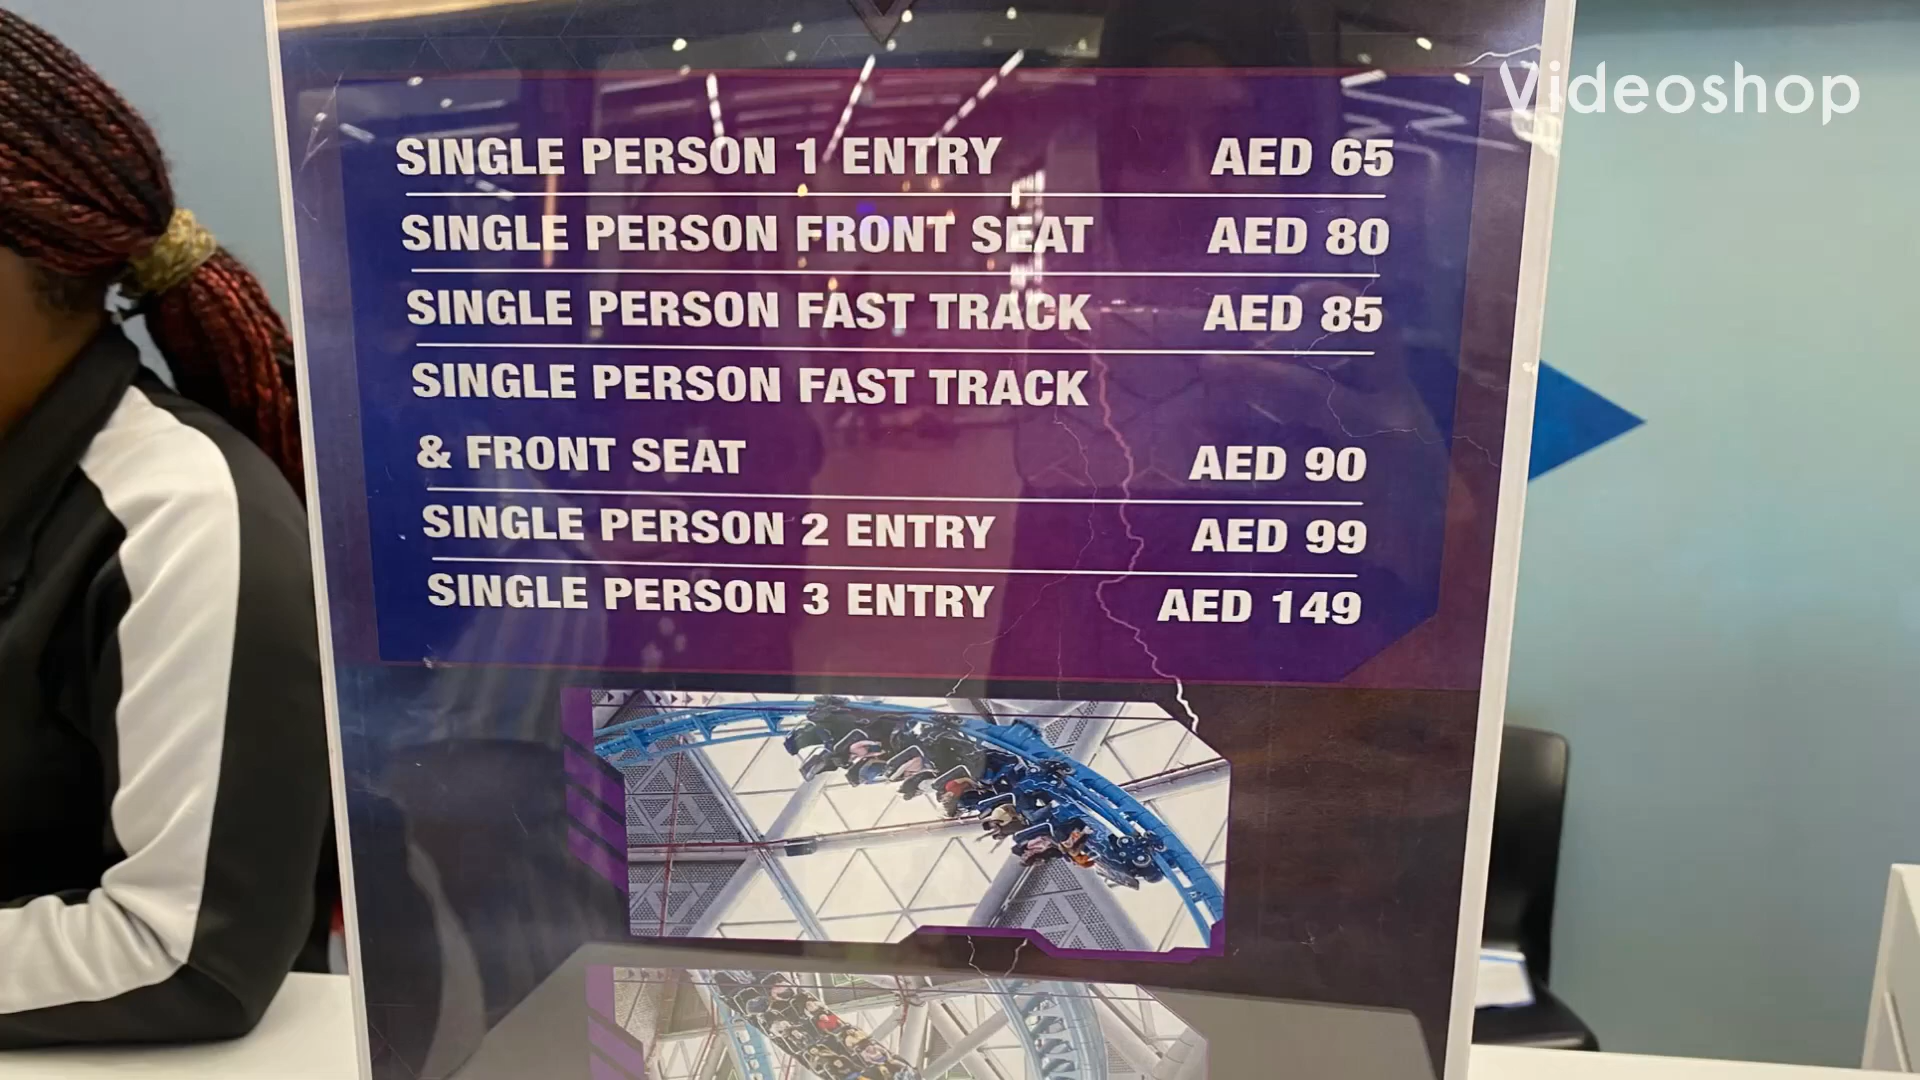 Videoshop
SINGLE PERSON 1 ENTRY AED 65
SINGLE PERSON FRONT SEAT AED 80
SINGLE PERSON FAST TRACK AED 85
SINGLE PERSON FAST TRACK
& FRONT SEAT AED 90
SINGLE PERSON 2 ENTRY AED 99
SINGLE PERSON 3 ENTRY AED 149